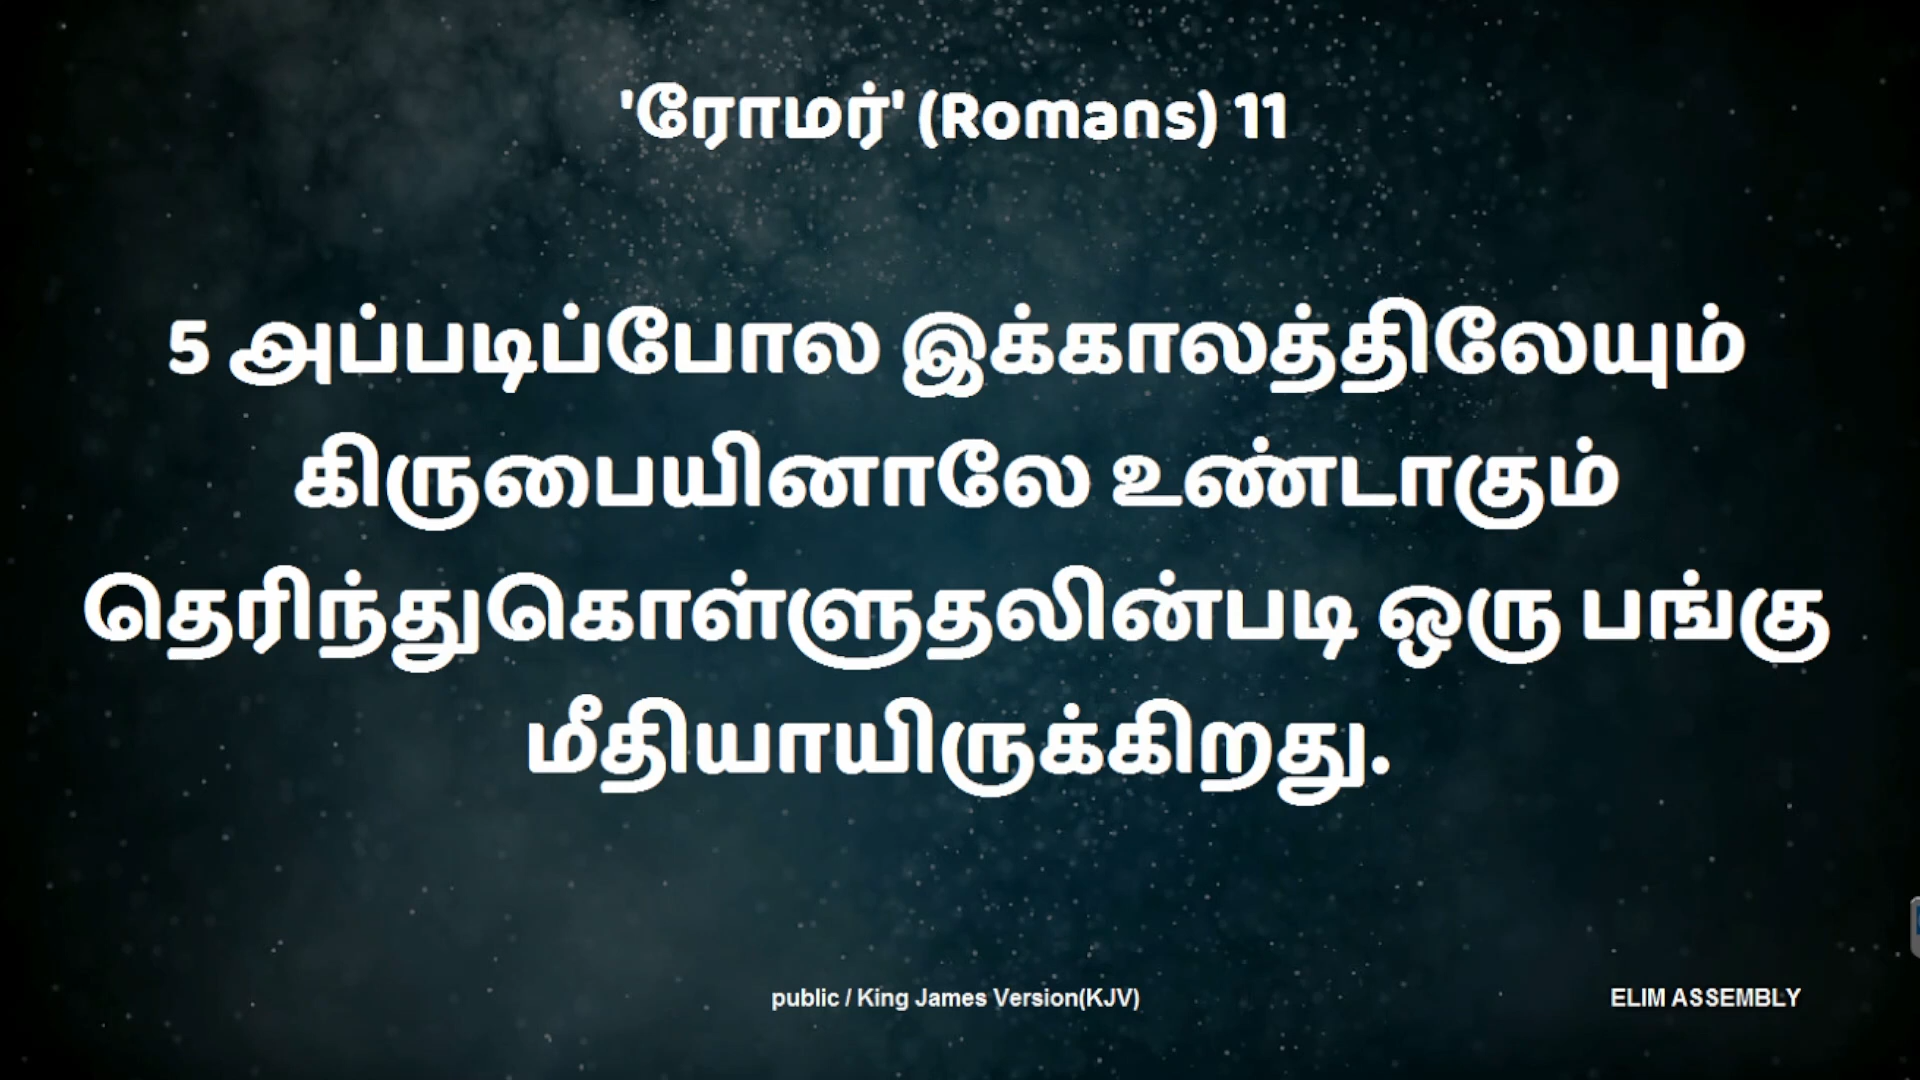 'ரோமர்' (Romans) 11
5 அப்படிப்போல இக்காலத்திலேயும்
கிருபையினாலே உண்டாகும்
தெரிந்துகொள்ளுதலின்படி ஒரு பங்கு
மீதியாயிருக்கிறது.
public / King James Version(KJV)
ELIM ASSEMBLY